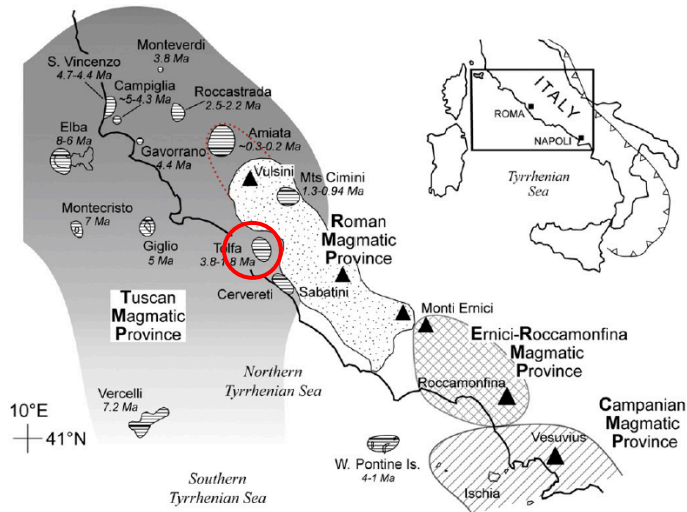 Monteverdi
3.8 Ma
S. Vincenzo
4.7-4.4 Ma
Campiglia
~5-4.3 Ma
Roccastrada
2.5-2.2 Ma
Elba
8-6 Ma
Gavorrano
4.4 Ma
Amiata
~0.3-0.2 Ma
Vulsini
Mts Cimini
1.3-0.94 Ma
Montecristo
7 Ma
Giglio
5 Ma
Tolfa
3.8-1.8 Ma
Roman
Magmatic
Province
Cerveteri
Sabatini
Tuscan
Magmatic
Province
Monti Ernici
Ernici-Roccamonfina
Magmatic
Province
Northern
Tyrrhenian Sea
Roccamonfina
Vercelli
7.2 Ma
10°E
41°N
Campanian
Magmatic
Province
W. Pontine Is.
4-1 Ma
Vesuvius
Ischia
Southern
Tyrrhenian Sea
ITALY
ROMA
NAPOLI
Tyrrhenian
Sea